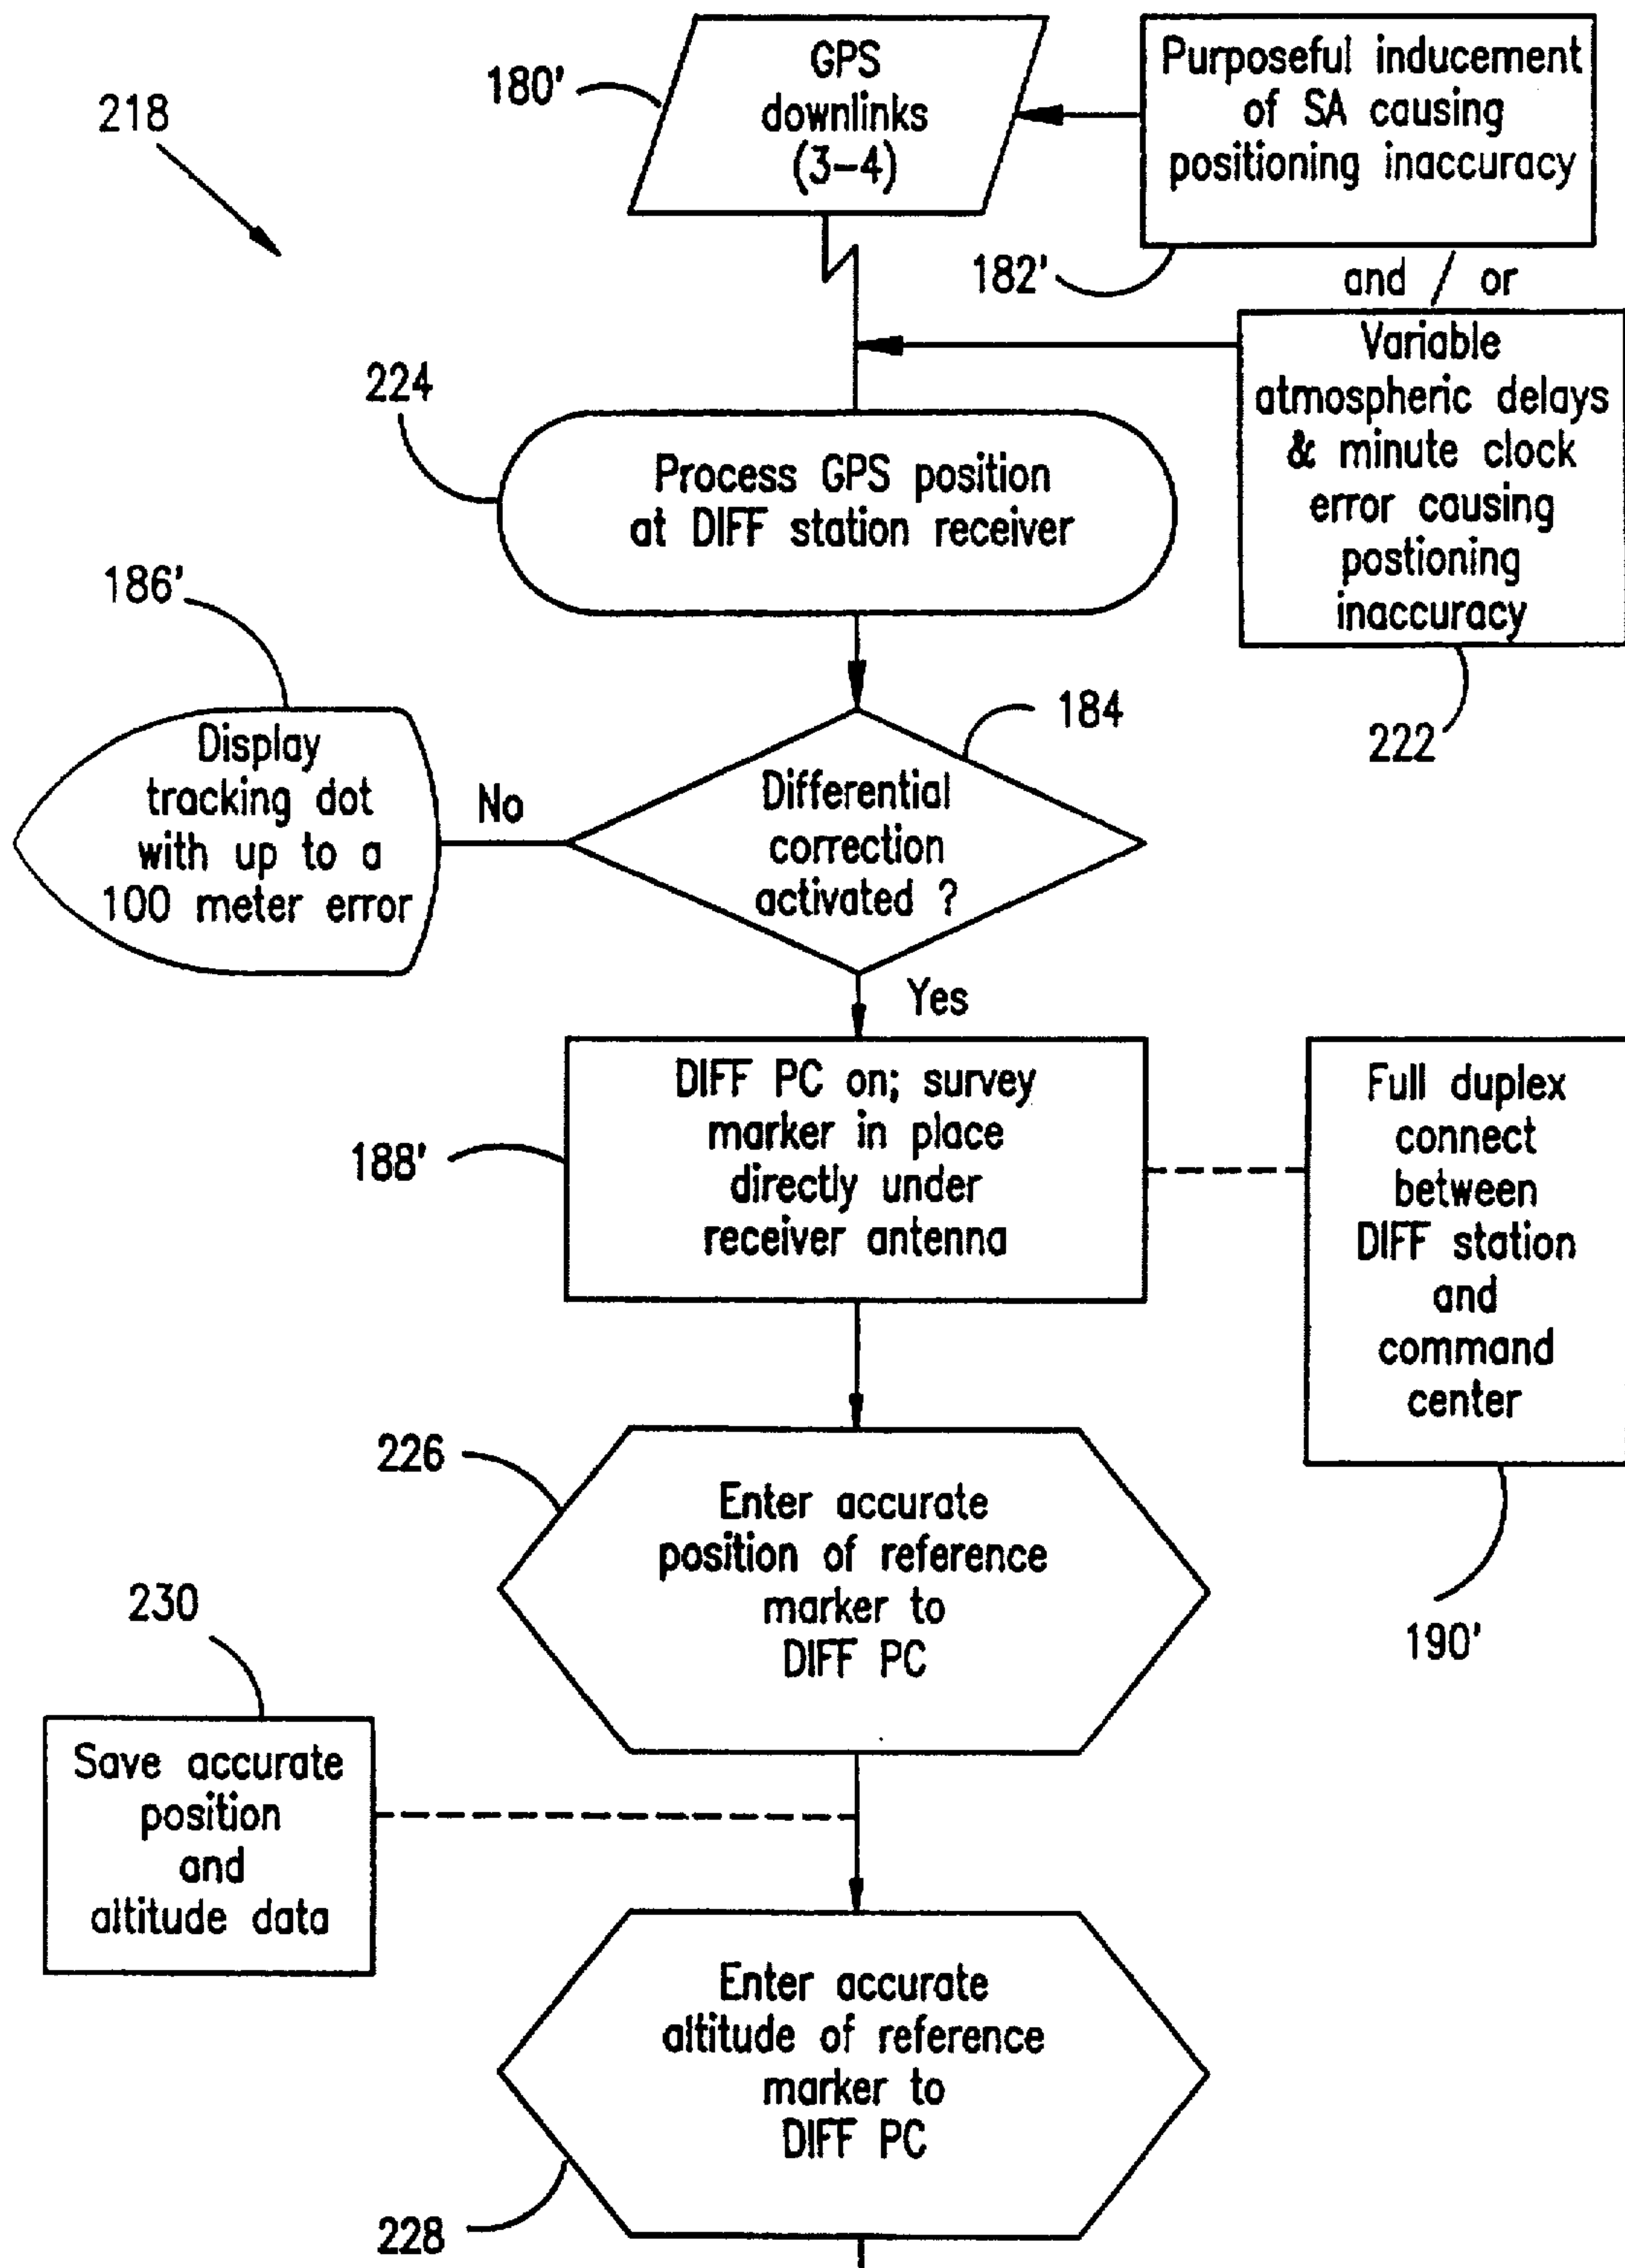 218
180'
GPS
downlinks
(3-4)
Purposeful inducement
of SA causing
positioning inaccuracy
182'
and / or
Variable
atmospheric delays
& minute clock
error causing
postioning
inaccuracy
222
224
Process GPS position
at DIFF station receiver
186'
Display
tracking dot
with up to a
100 meter error
No
184
Differential
correction
activated ?
Yes
188'
DIFF PC on; survey
marker in place
directly under
receiver antenna
Full duplex
connect
between
DIFF station
and
command
center
190'
226
Enter accurate
position of reference
marker to
DIFF PC
230
Save accurate
position
and
altitude data
Enter accurate
altitude of reference
marker to
DIFF PC
228